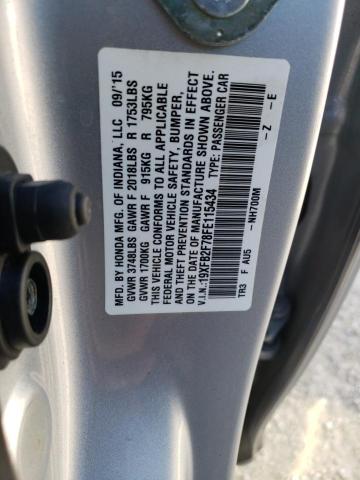 MFD. BY HONDA MFG. OF INDIANA, LLC 09/15
GVWR 3748LBS GAWR F 2018LBS R 1753LBS
GVWR 1700KG GAWR F 915KG R 795KG
THIS VEHICLE CONFORMS TO ALL APPLICABLE
FEDERAL MOTOR VEHICLE SAFETY, BUMPER,
AND THEFT PREVENTION STANDARDS IN EFFECT
ON THE DATE OF MANUFACTURE SHOWN ABOVE.
V.I.N.:19XFB2F78FE115434 TYPE: PASSENGER CAR
TR3 F AU5 -NH700M -Z -E